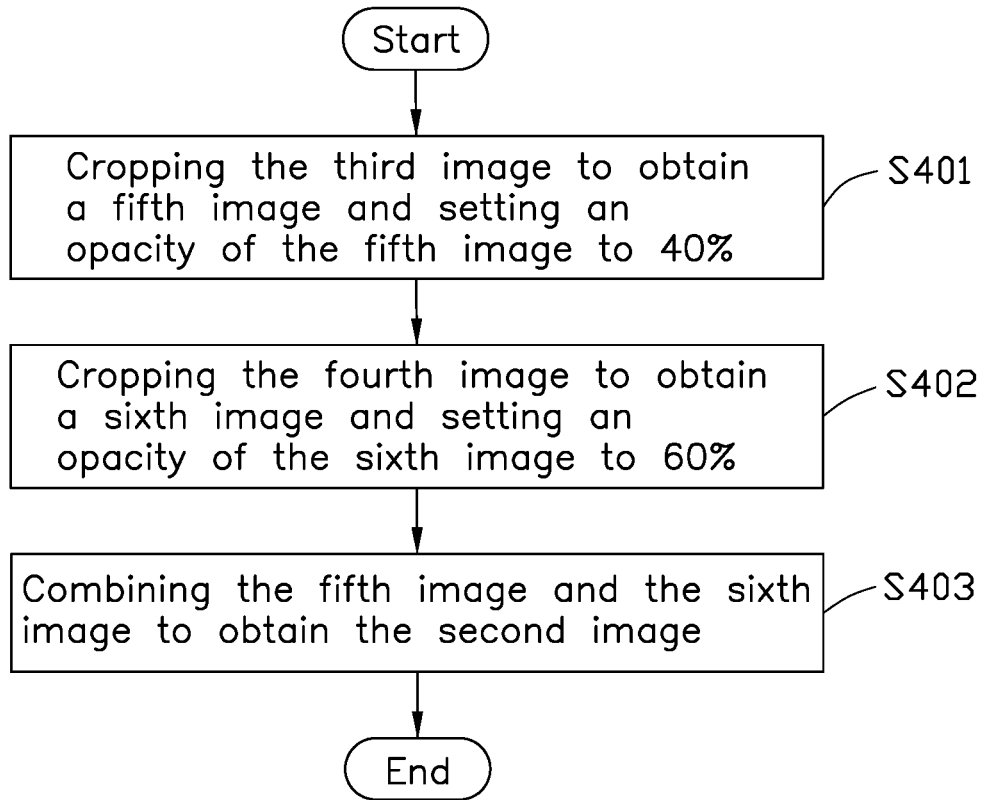 Start
Cropping the third image to obtain
a fifth image and setting an
opacity of the fifth image to 40%
S401
Cropping the fourth image to obtain
a sixth image and setting an
opacity of the sixth image to 60%
S402
Combining the fifth image and the sixth
image to obtain the second image
S403
End